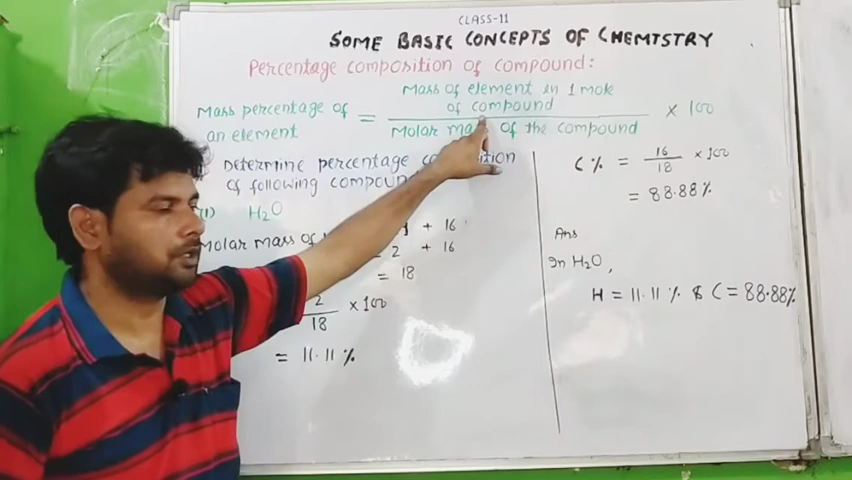 CLASS-11
SOME BASIC CONCEPTS OF CHEMTSTRY
Percentage composition of compound:
Mass percentage of an element = Mass of element in 1 mole of compound / Molar mass of the compound × 100
Determine percentage composition
of following compound
H₂O
Molar mass of + 16
2 + 16
= 18
2/18 × 100
= 11.11 %
C % = 16/18 × 100
= 88.88%
Ans
In H₂O,
H = 11.11 % & C = 88.88%